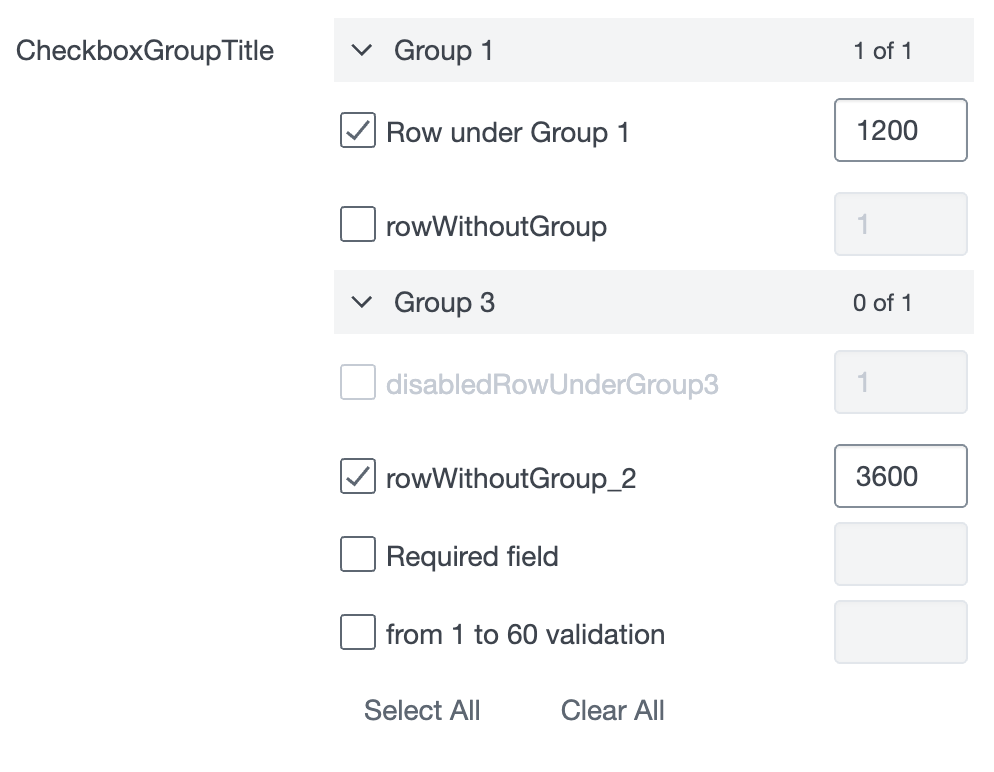 CheckboxGroupTitle
Group 1 1 of 1
Row under Group 1 1200
rowWithoutGroup 1
Group 3 0 of 1
disabledRowUnderGroup3 1
rowWithoutGroup_2 3600
Required field
from 1 to 60 validation
Select All Clear All